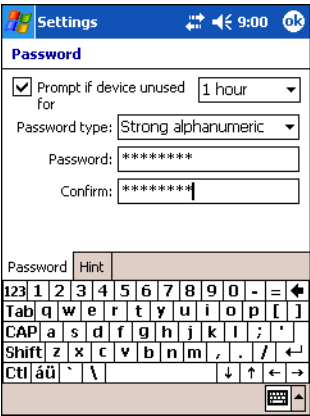 Settings 9:00 ok
Password
Prompt if device unused for 1 hour
Password type: Strong alphanumeric
Password: ********
Confirm: ********
Password Hint
123 1 2 3 4 5 6 7 8 9 0 - =
Tab q w e r t y u i o p [ ]
CAP a s d f g h j k l ; '
Shift z x c v b n m , . /
Ctl áü ` \